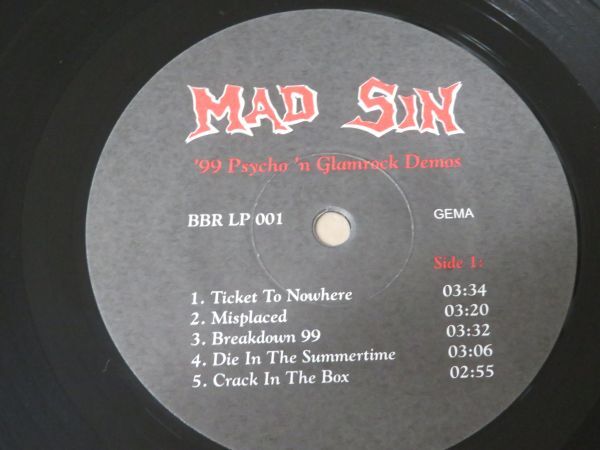 MAD SIN
'99 Psycho 'n Glamrock Demos
BBR LP 001 GEMA
Side 1:
1. Ticket To Nowhere 03:34
2. Misplaced 03:20
3. Breakdown 99 03:32
4. Die In The Summertime 03:06
5. Crack In The Box 02:55